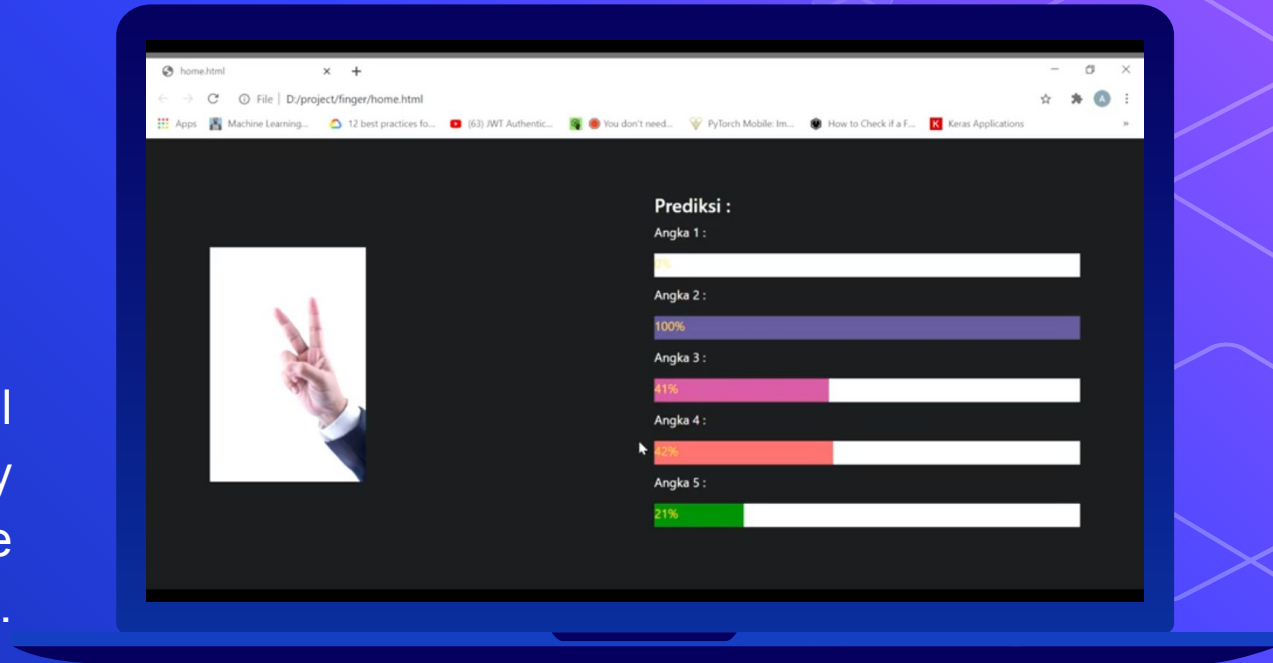 home.html
File | D:/project/finger/home.html
Apps Machine Learning... 12 best practices fo... (63) JWT Authentic... You don't need... PyTorch Mobile: Im... How to Check if a F... Keras Applications »
Prediksi :
Angka 1 :
Angka 2 :
100%
Angka 3 :
41%
Angka 4 :
42%
Angka 5 :
21%
l
y
e
.